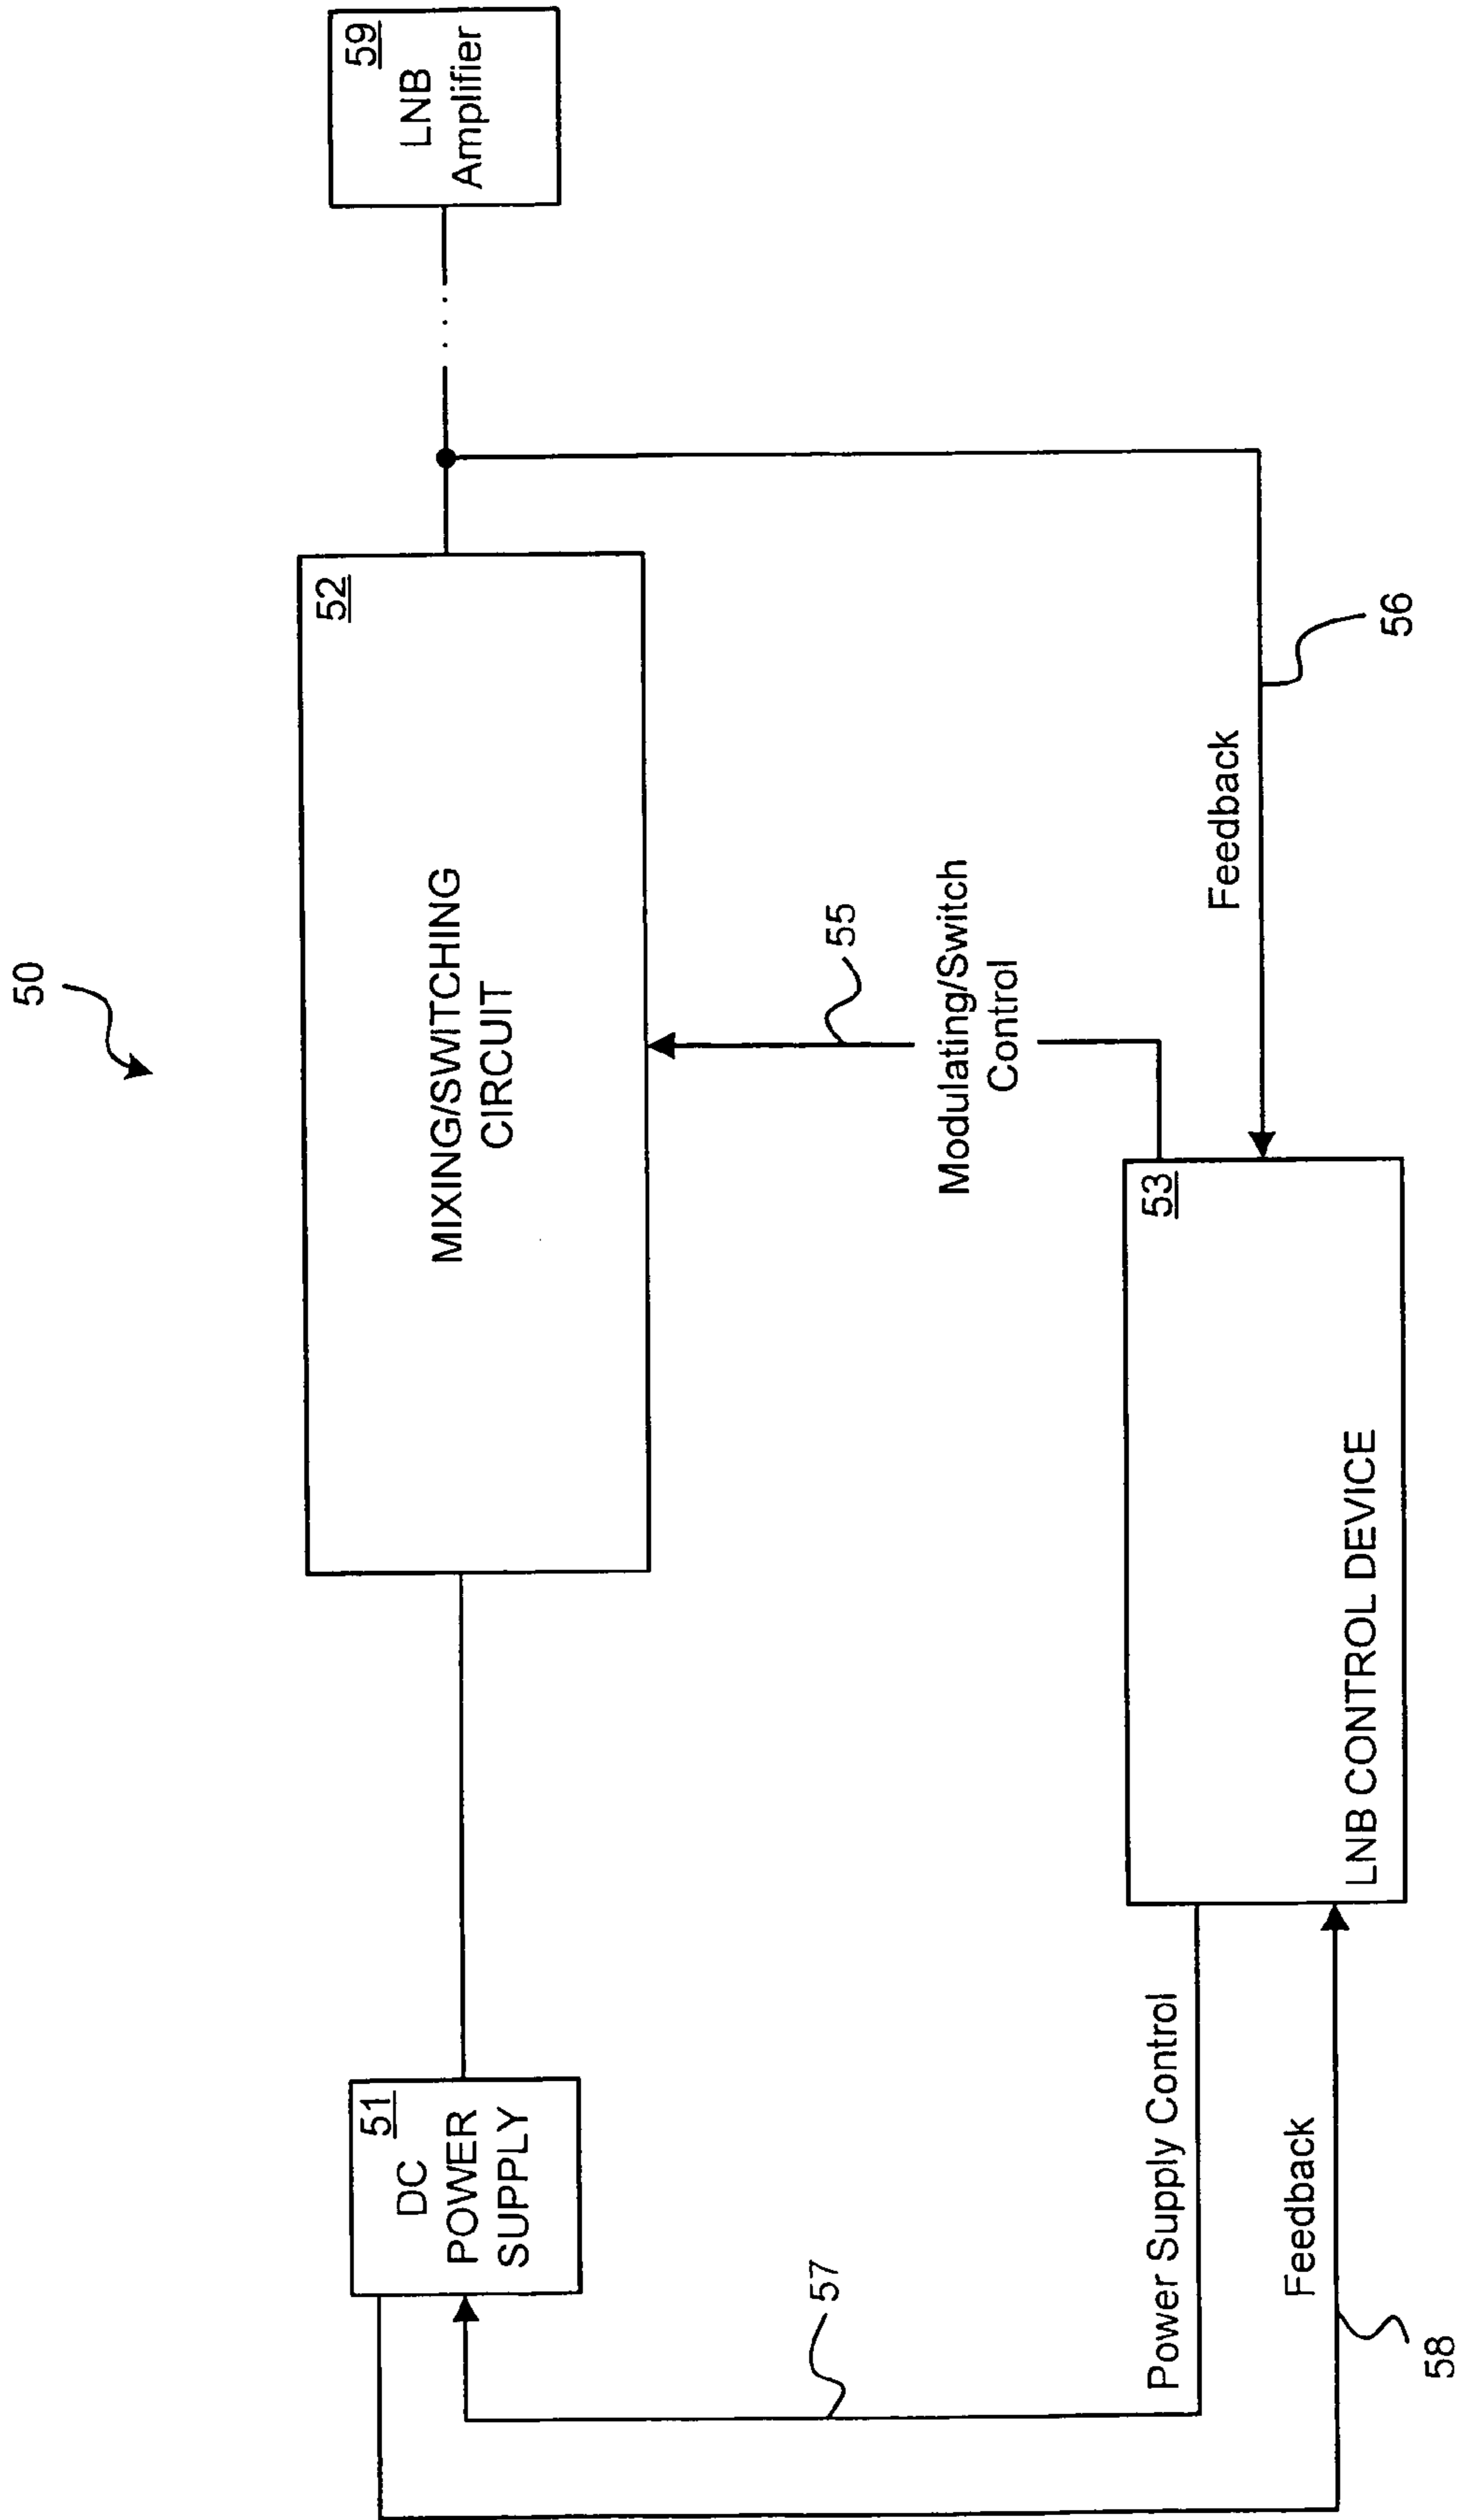 50
51
DC
POWER
SUPPLY
52
MIXING/SWITCHING
CIRCUIT
59
LNB
Amplifier
57
55
Modulating/Switch
Control
Power Supply Control
53
LNB CONTROL DEVICE
Feedback
56
Feedback
58